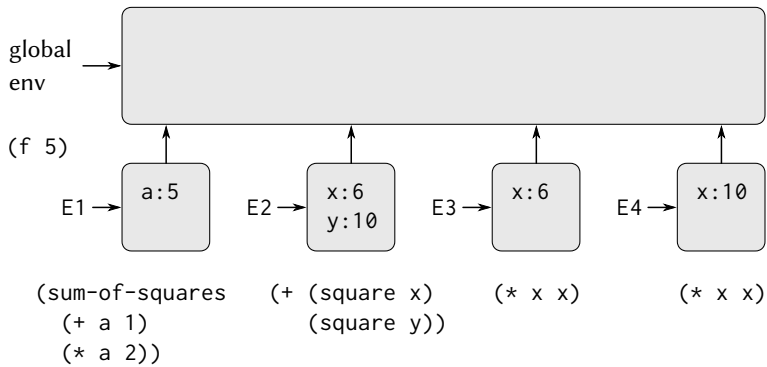 global
env
(f 5)
E1
a:5
E2
x:6
y:10
E3
x:6
E4
x:10
(sum-of-squares
(+ a 1)
(* a 2))
(+ (square x)
(square y))
(* x x)
(* x x)